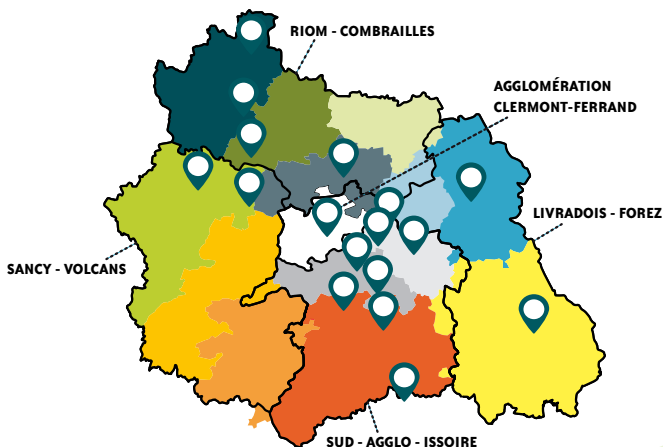 RIOM - COMBRAILLES
AGGLOMÉRATION
CLERMONT-FERRAND
LIVRADOIS - FOREZ
SANCY - VOLCANS
SUD - AGGLO - ISSOIRE